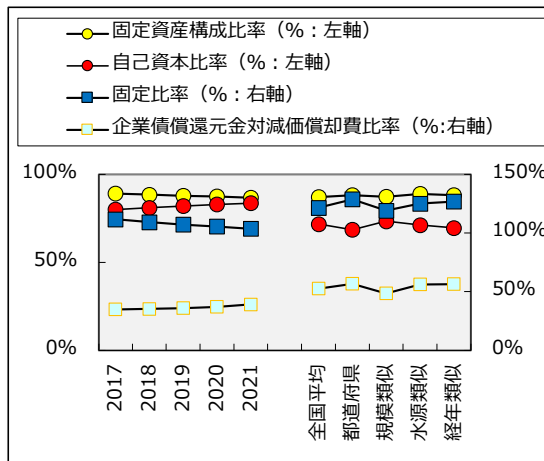 固定資産構成比率（%：左軸）
自己資本比率（%：左軸）
固定比率（%：右軸）
企業債償還元金対減価償却費比率（%:右軸）
100%
50%
0%
150%
100%
50%
0%
2017
2018
2019
2020
2021
全国平均
都道府県
規模類似
水源類似
経年類似